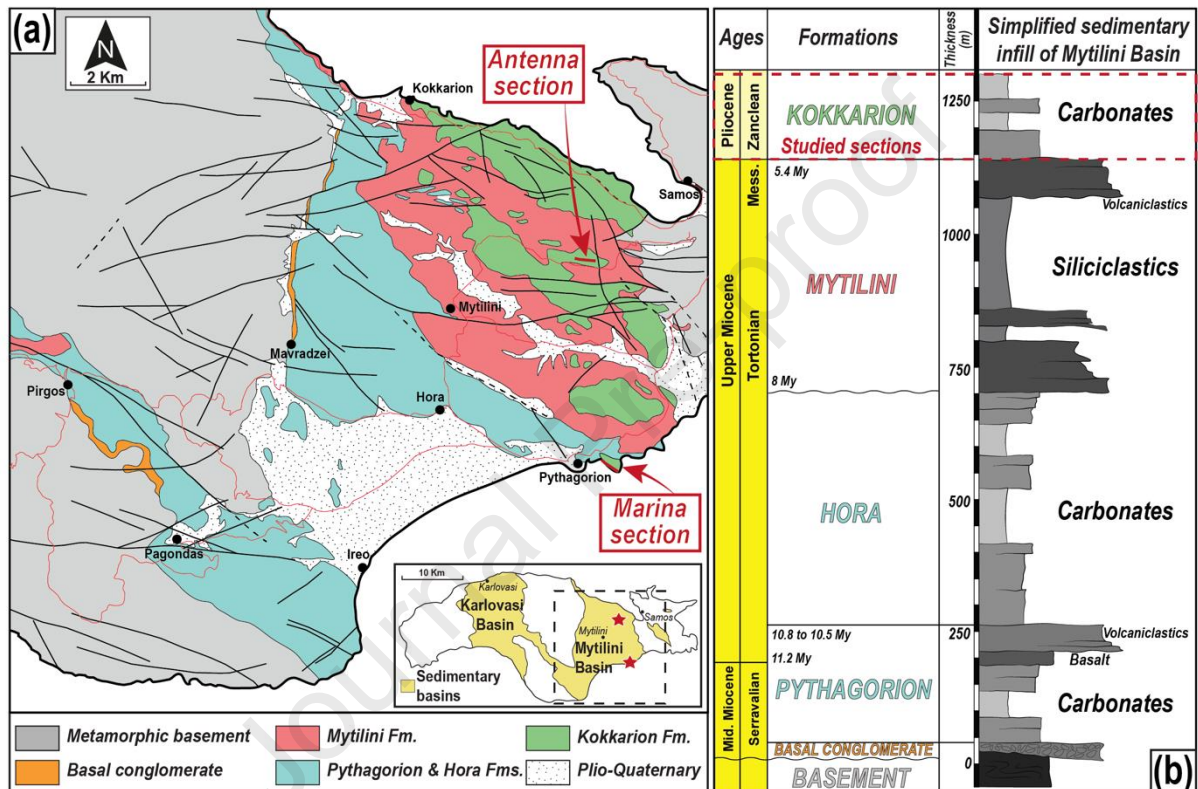 (a)
N
2 Km
Antenna
section
Kokkarion
Samos
Mytilini
Mavradzei
Pirgos
Hora
Pythagorion
Marina
section
Pagondas
Ireo
10 Km
Karlovasi
Karlovasi
Basin
Samos
Mytilini
Mytilini
Basin
Sedimentary
basins
Metamorphic basement
Mytilini Fm.
Kokkarion Fm.
Basal conglomerate
Pythagorion & Hora Fms.
Plio-Quaternary
Ages
Formations
Thickness
(m)
Simplified sedimentary
infill of Mytilini Basin
Pliocene
Zanclean
KOKKARION
Studied sections
1250
Carbonates
Upper Miocene
Mess.
5.4 My
Volcaniclastics
1000
Siliciclastics
MYTILINI
Tortonian
8 My
750
HORA
500
Carbonates
10.8 to 10.5 My
250
Volcaniclastics
11.2 My
Basalt
Mid. Miocene
Serravalian
PYTHAGORION
Carbonates
BASAL CONGLOMERATE
0
BASEMENT
(b)
Journal Pre-proof